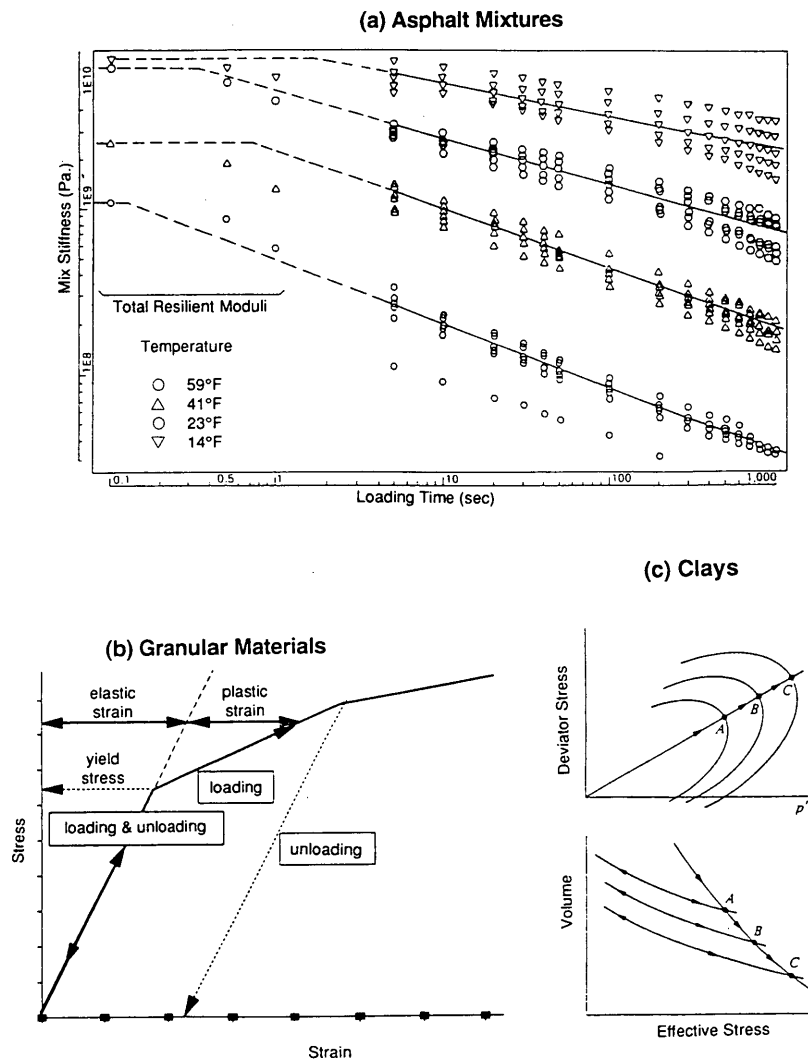 (a) Asphalt Mixtures
Mix Stiffness (Pa.)
1E10
1E9
1E8
Total Resilient Moduli
Temperature
59°F
41°F
23°F
14°F
0.1
0.5
1
10
100
1,000
Loading Time (sec)
(b) Granular Materials
elastic strain
plastic strain
yield stress
loading
loading & unloading
unloading
Stress
Strain
(c) Clays
Deviator Stress
A
B
C
p'
Volume
A
B
C
Effective Stress